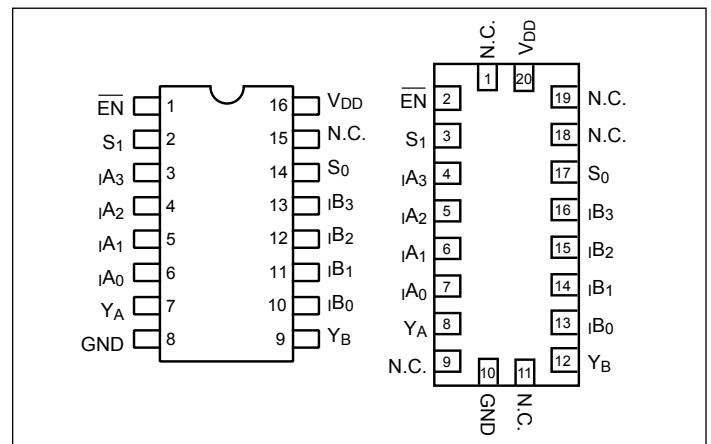 EN 1 16 VDD
S1 2 15 N.C.
IA3 3 14 S0
IA2 4 13 IB3
IA1 5 12 IB2
IA0 6 11 IB1
YA 7 10 IB0
GND 8 9 YB
N.C. VDD
1 20
EN 2 19 N.C.
S1 3 18 N.C.
IA3 4 17 S0
IA2 5 16 IB3
IA1 6 15 IB2
IA0 7 14 IB1
YA 8 13 IB0
N.C. 9 12 YB
10 11
GND N.C.